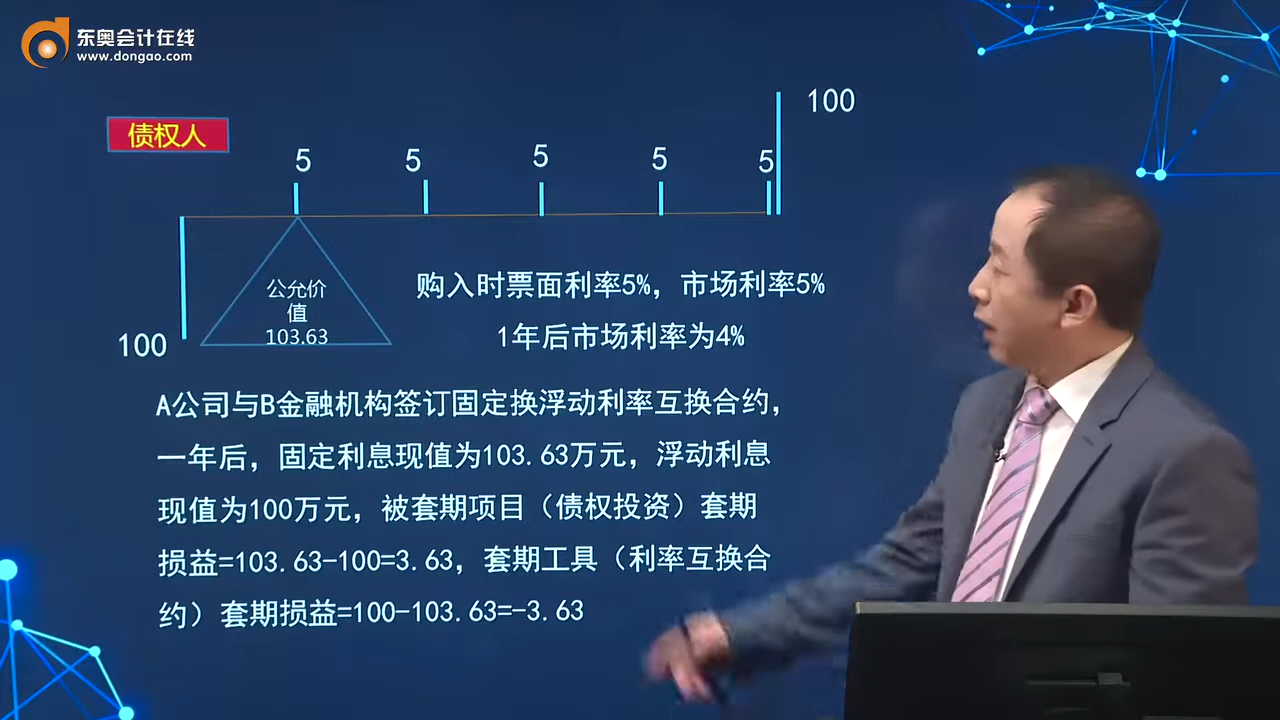 东奥会计在线
www.dongao.com
债权人
100
5
5
5
5
5
公允价
值
103.63
100
购入时票面利率5%，市场利率5%
1年后市场利率为4%
A公司与B金融机构签订固定换浮动利率互换合约，
一年后，固定利息现值为103.63万元，浮动利息
现值为100万元，被套期项目（债权投资）套期
损益=103.63-100=3.63，套期工具（利率互换合
约）套期损益=100-103.63=-3.63